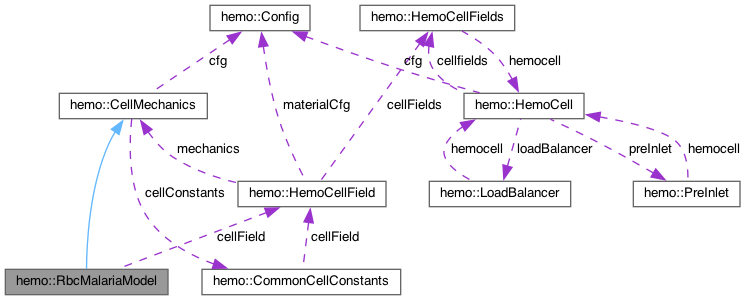 hemo::Config
hemo::HemoCellFields
cfg
cfg
cellfields
hemocell
hemo::CellMechanics
materialCfg
cellFields
hemo::HemoCell
mechanics
hemocell
loadBalancer
preInlet
hemocell
cellConstants
hemo::HemoCellField
hemo::LoadBalancer
hemo::PreInlet
cellField
cellField
hemo::RbcMalariaModel
hemo::CommonCellConstants